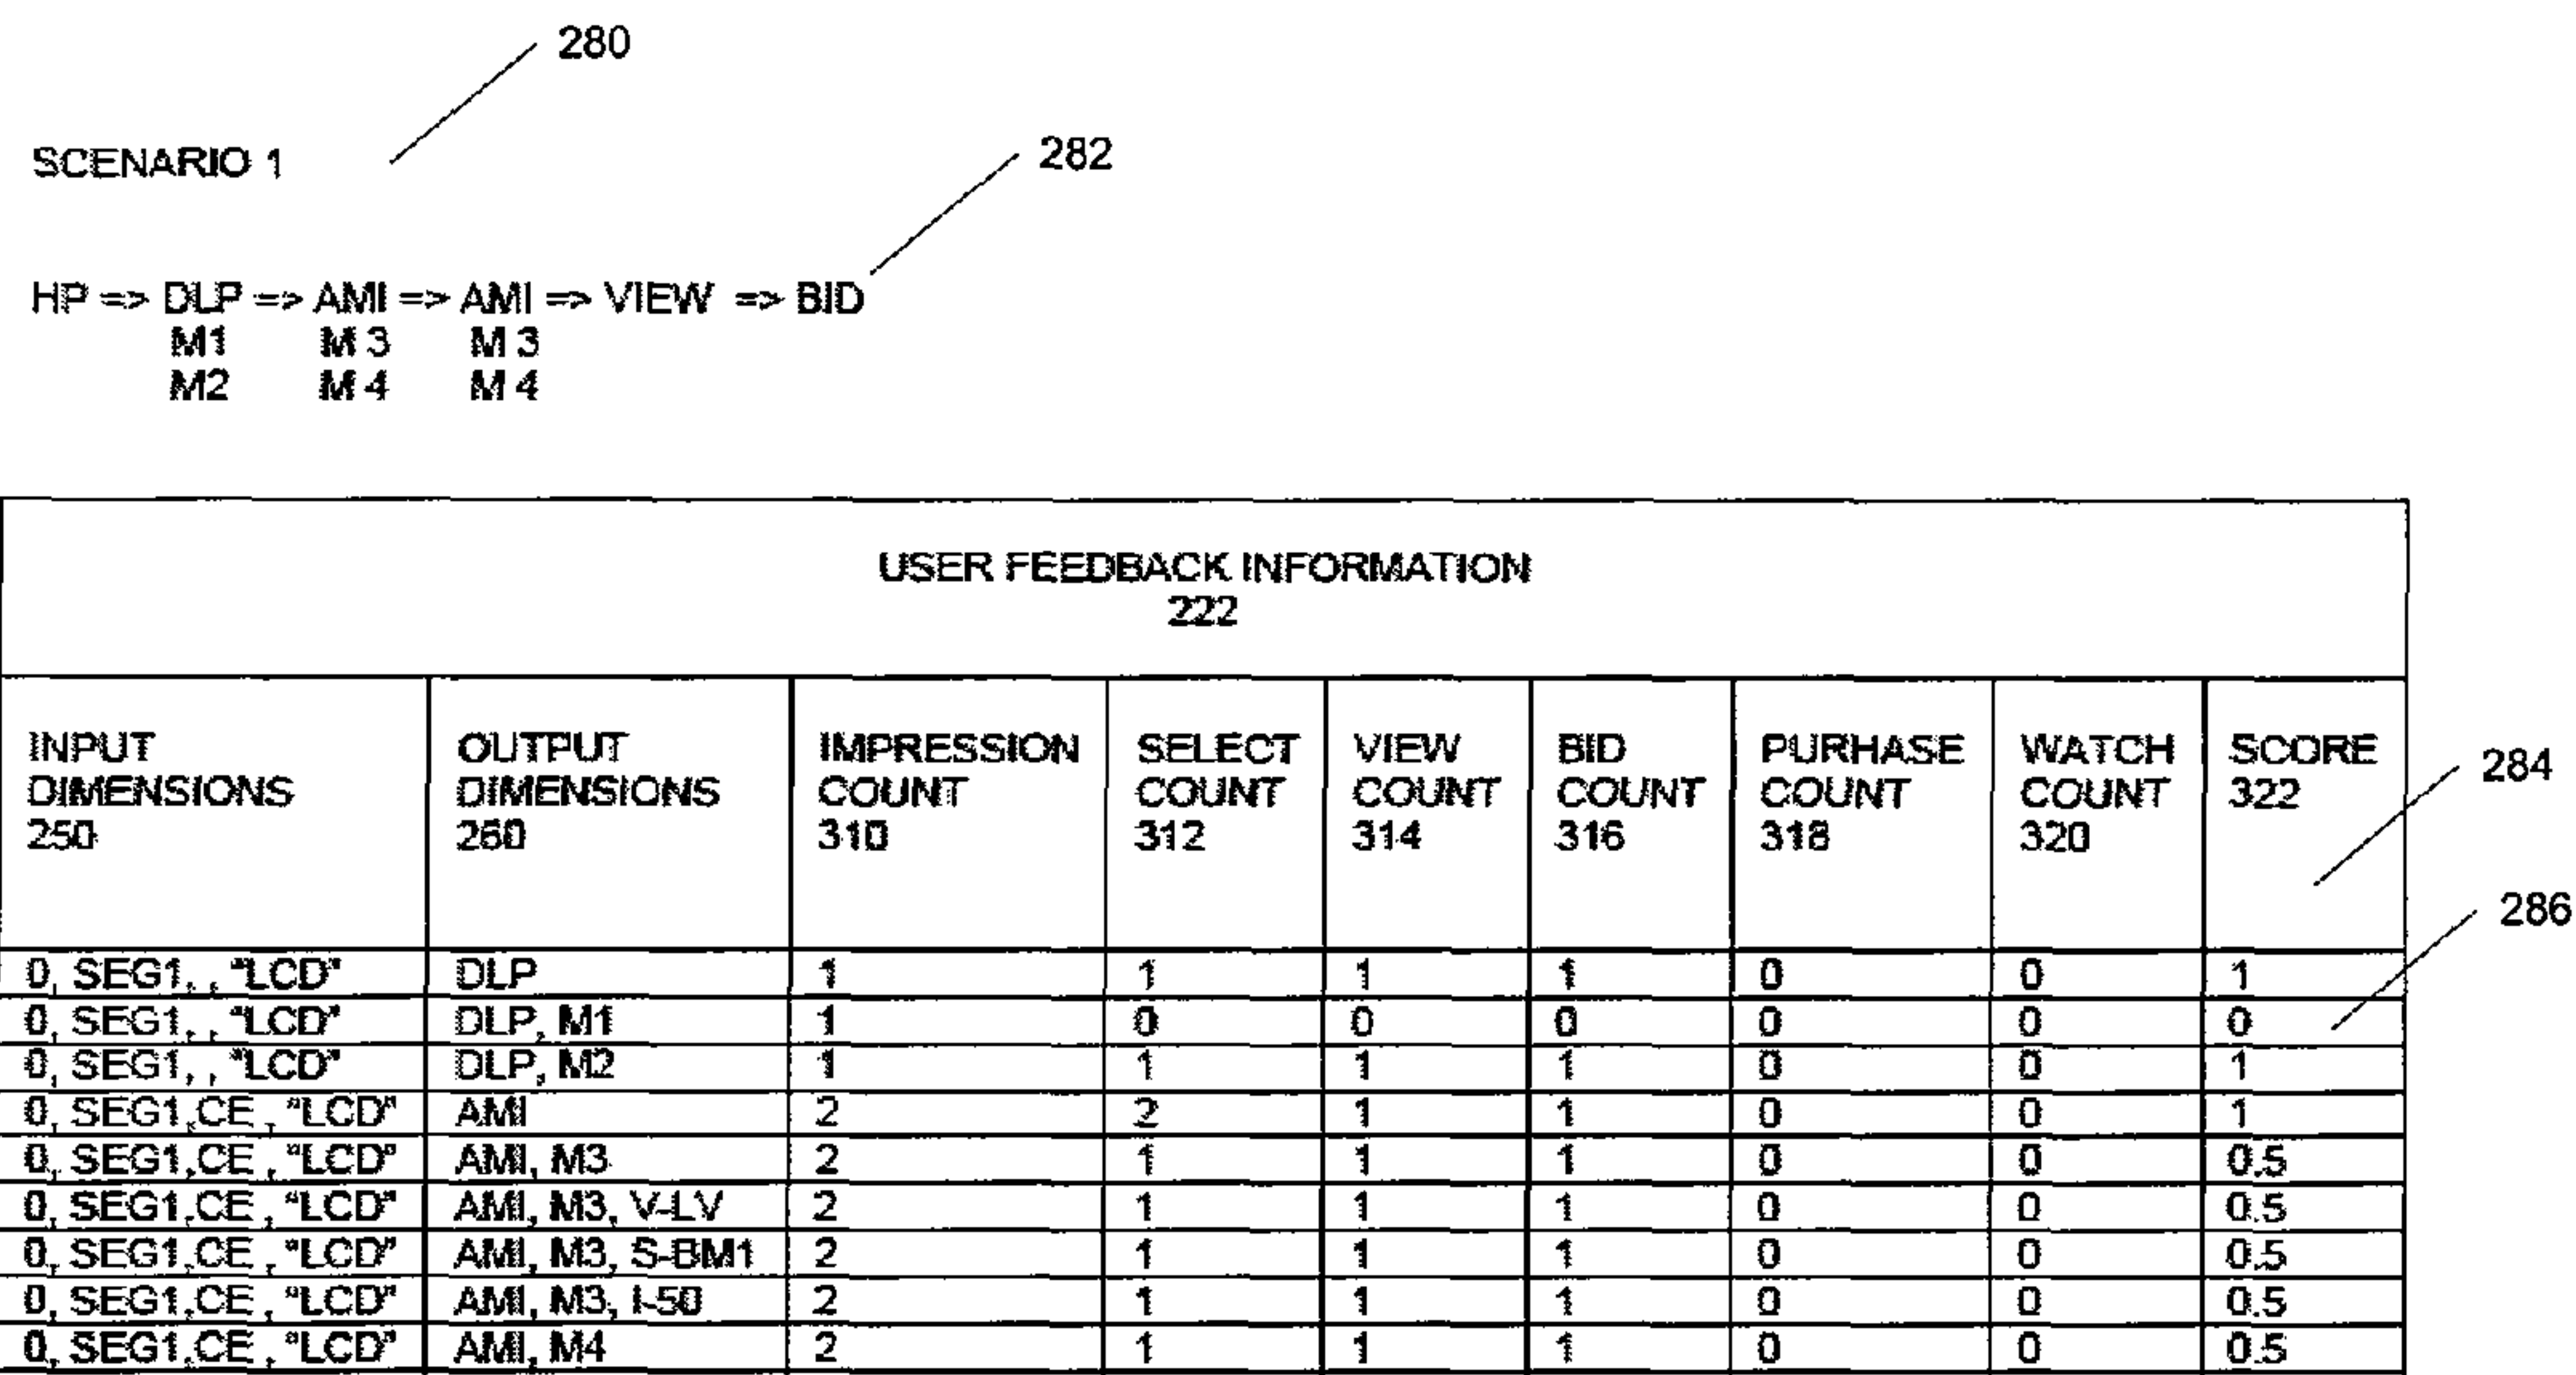 280
SCENARIO 1
282
HP => DLP => AMI => AMI => VIEW => BID
M1 M 3 M 3
M2 M 4 M 4
USER FEEDBACK INFORMATION
222
INPUT DIMENSIONS 250 OUTPUT DIMENSIONS 260 IMPRESSION COUNT 310 SELECT COUNT 312 VIEW COUNT 314 BID COUNT 316 PURHASE COUNT 318 WATCH COUNT 320 SCORE 322
284
286
0, SEG1, , "LCD" DLP 1 1 1 1 0 0 1
0, SEG1, , "LCD" DLP, M1 1 0 0 0 0 0 0
0, SEG1, , "LCD" DLP, M2 1 1 1 1 0 0 1
0, SEG1,CE , "LCD" AMI 2 2 1 1 0 0 1
0, SEG1,CE , "LCD" AMI, M3 2 1 1 1 0 0 0.5
0, SEG1,CE , "LCD" AMI, M3, V-LV 2 1 1 1 0 0 0.5
0, SEG1,CE , "LCD" AMI, M3, S-BM1 2 1 1 1 0 0 0.5
0, SEG1,CE , "LCD" AMI, M3, I-50 2 1 1 1 0 0 0.5
0, SEG1,CE , "LCD" AMI, M4 2 1 1 1 0 0 0.5